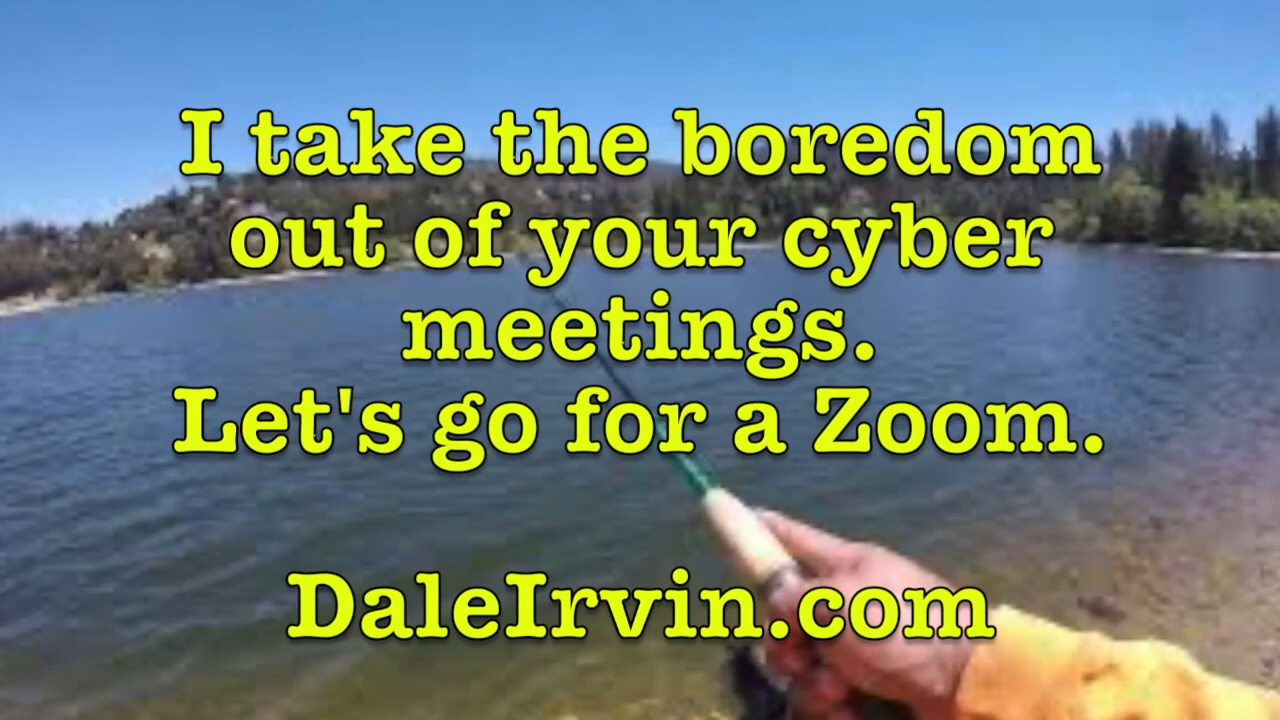 I take the boredom
out of your cyber
meetings.
Let's go for a Zoom.
DaleIrvin.com